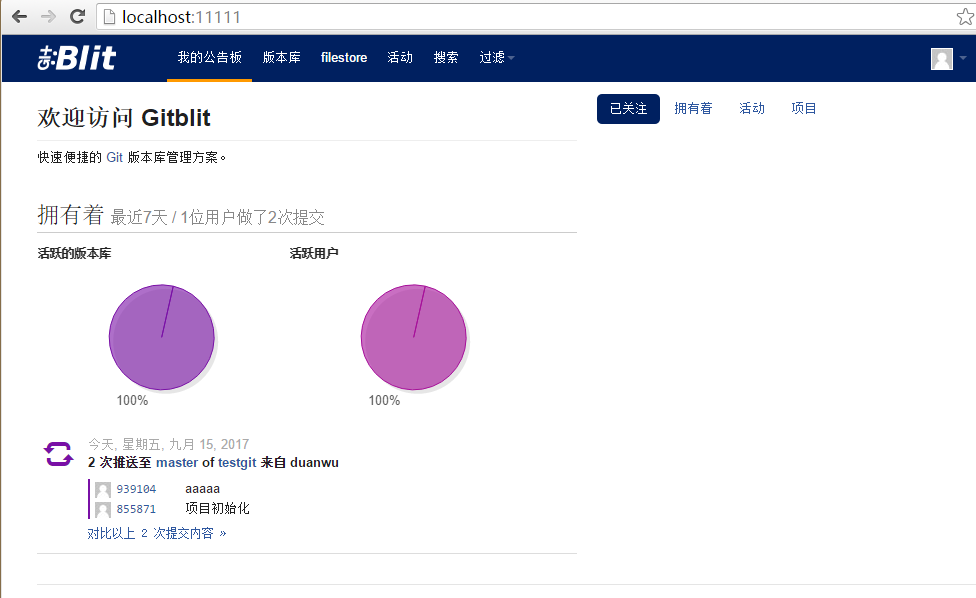 localhost:11111
Blit
我的公告板 版本库 filestore 活动 搜索 过滤
已关注 拥有着 活动 项目
欢迎访问 Gitblit
快速便捷的 Git 版本库管理方案。
拥有着 最近7天 / 1位用户做了2次提交
活跃的版本库 活跃用户
100% 100%
今天, 星期五, 九月 15, 2017
2 次推送至 master of testgit 来自 duanwu
939104 aaaaa
855871 项目初始化
对比以上 2 次提交内容 »